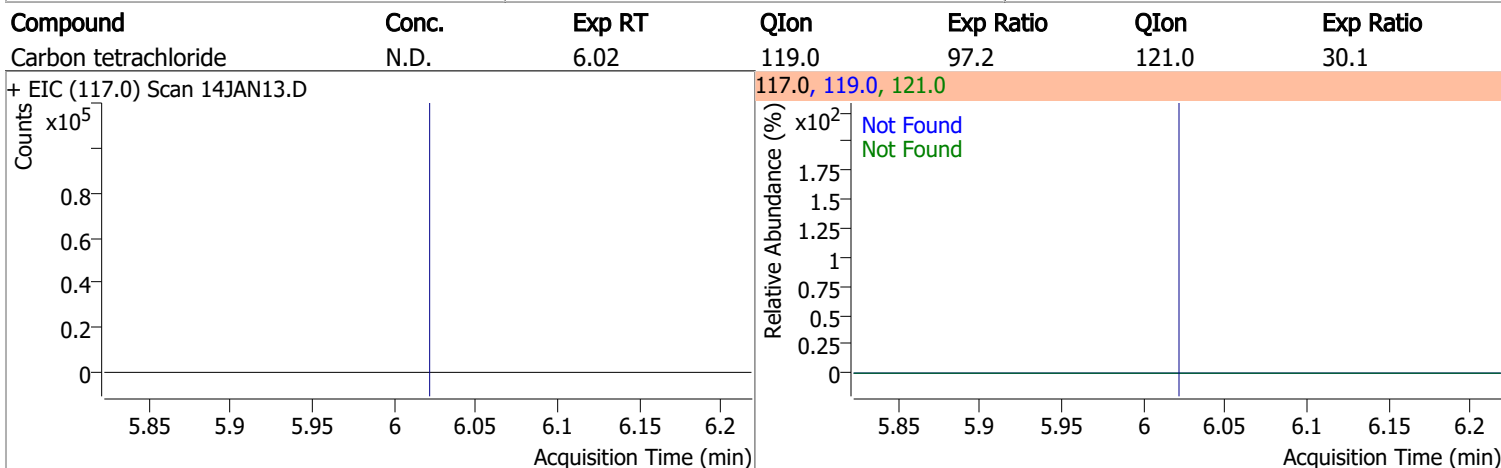 Compound Conc. Exp RT QIon Exp Ratio QIon Exp Ratio
Carbon tetrachloride N.D. 6.02 119.0 97.2 121.0 30.1
+ EIC (117.0) Scan 14JAN13.D
Counts
x10⁵
0.8
0.6
0.4
0.2
0
5.85 5.9 5.95 6 6.05 6.1 6.15 6.2
Acquisition Time (min)
117.0, 119.0, 121.0
Relative Abundance (%)
x10²
Not Found
Not Found
1.75
1.5
1.25
1
0.75
0.5
0.25
0
5.85 5.9 5.95 6 6.05 6.1 6.15 6.2
Acquisition Time (min)